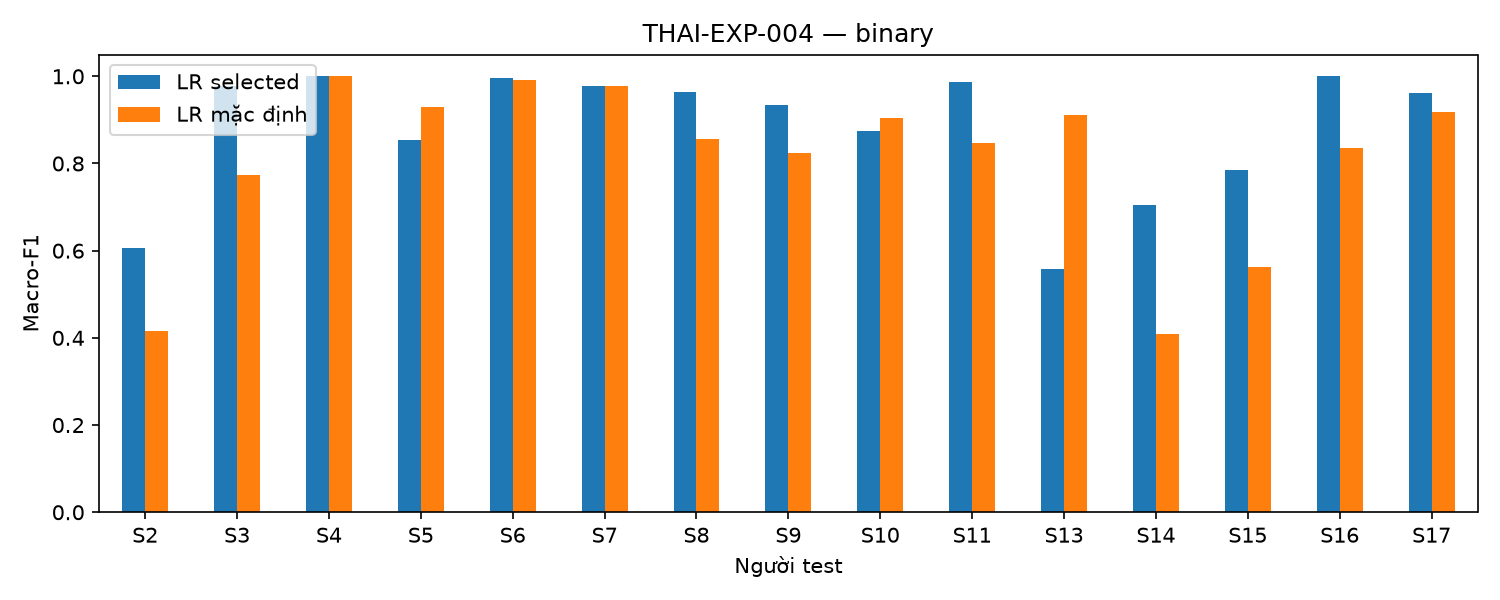 THAI-EXP-004 — binary
LR selected
LR mặc định
Macro-F1
1.0
0.8
0.6
0.4
0.2
0.0
S2 S3 S4 S5 S6 S7 S8 S9 S10 S11 S13 S14 S15 S16 S17
Người test